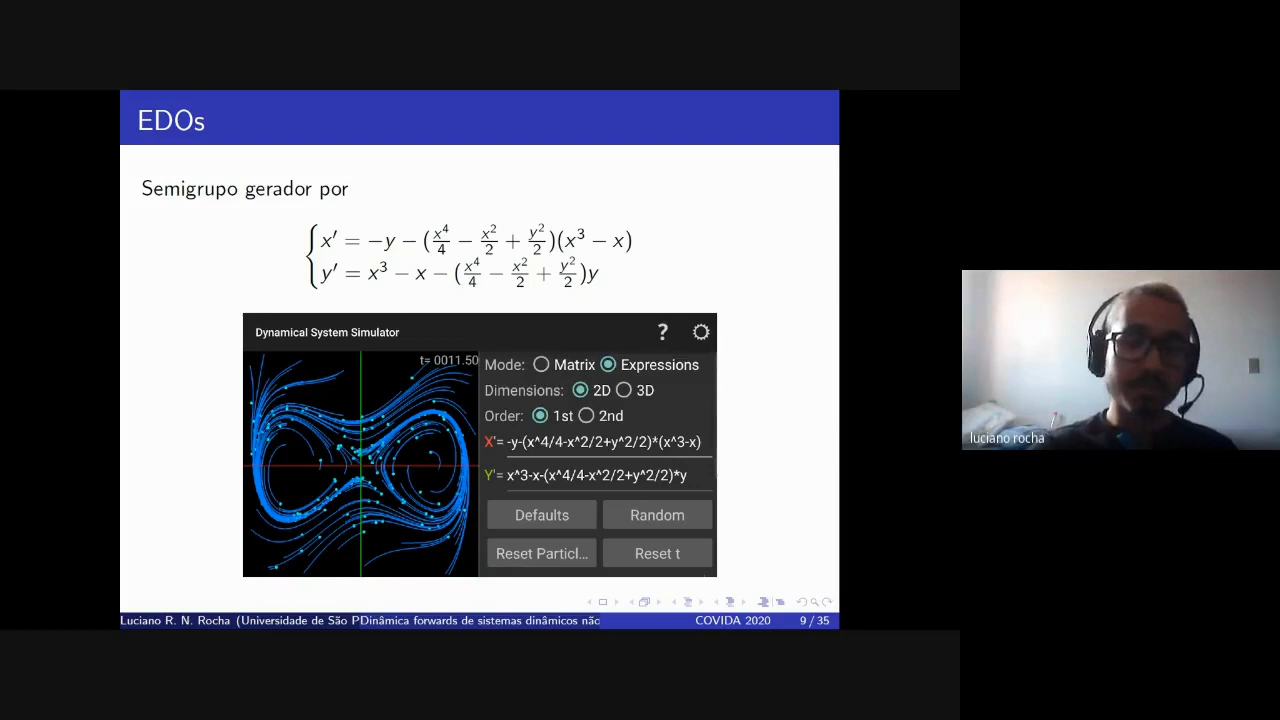 EDOs
Semigrupo gerador por
x′ = −y − (x⁴/4 − x²/2 + y²/2)(x³ − x)
y′ = x³ − x − (x⁴/4 − x²/2 + y²/2)y
Dynamical System Simulator ?
t= 0011.50
Mode: Matrix Expressions
Dimensions: 2D 3D
Order: 1st 2nd
X'= -y-(x^4/4-x^2/2+y^2/2)*(x^3-x)
Y'= x^3-x-(x^4/4-x^2/2+y^2/2)*y
Defaults Random
Reset Particl... Reset t
Luciano R. N. Rocha (Universidade de São P Dinâmica forwards de sistemas dinâmicos não COVIDA 2020 9 / 35
luciano rocha